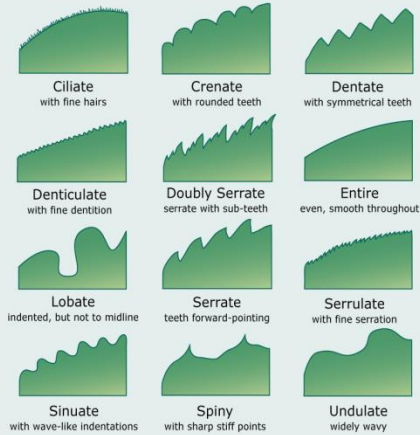 Ciliate
with fine hairs
Crenate
with rounded teeth
Dentate
with symmetrical teeth
Denticulate
with fine dentition
Doubly Serrate
serrate with sub-teeth
Entire
even, smooth throughout
Lobate
indented, but not to midline
Serrate
teeth forward-pointing
Serrulate
with fine serration
Sinuate
with wave-like indentations
Spiny
with sharp stiff points
Undulate
widely wavy